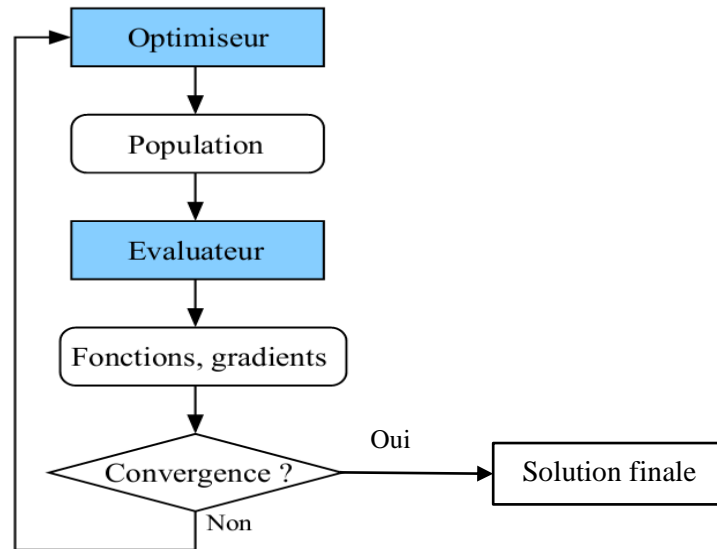 Optimiseur
Population
Evaluateur
Fonctions, gradients
Oui
Convergence ?
Solution finale
Non